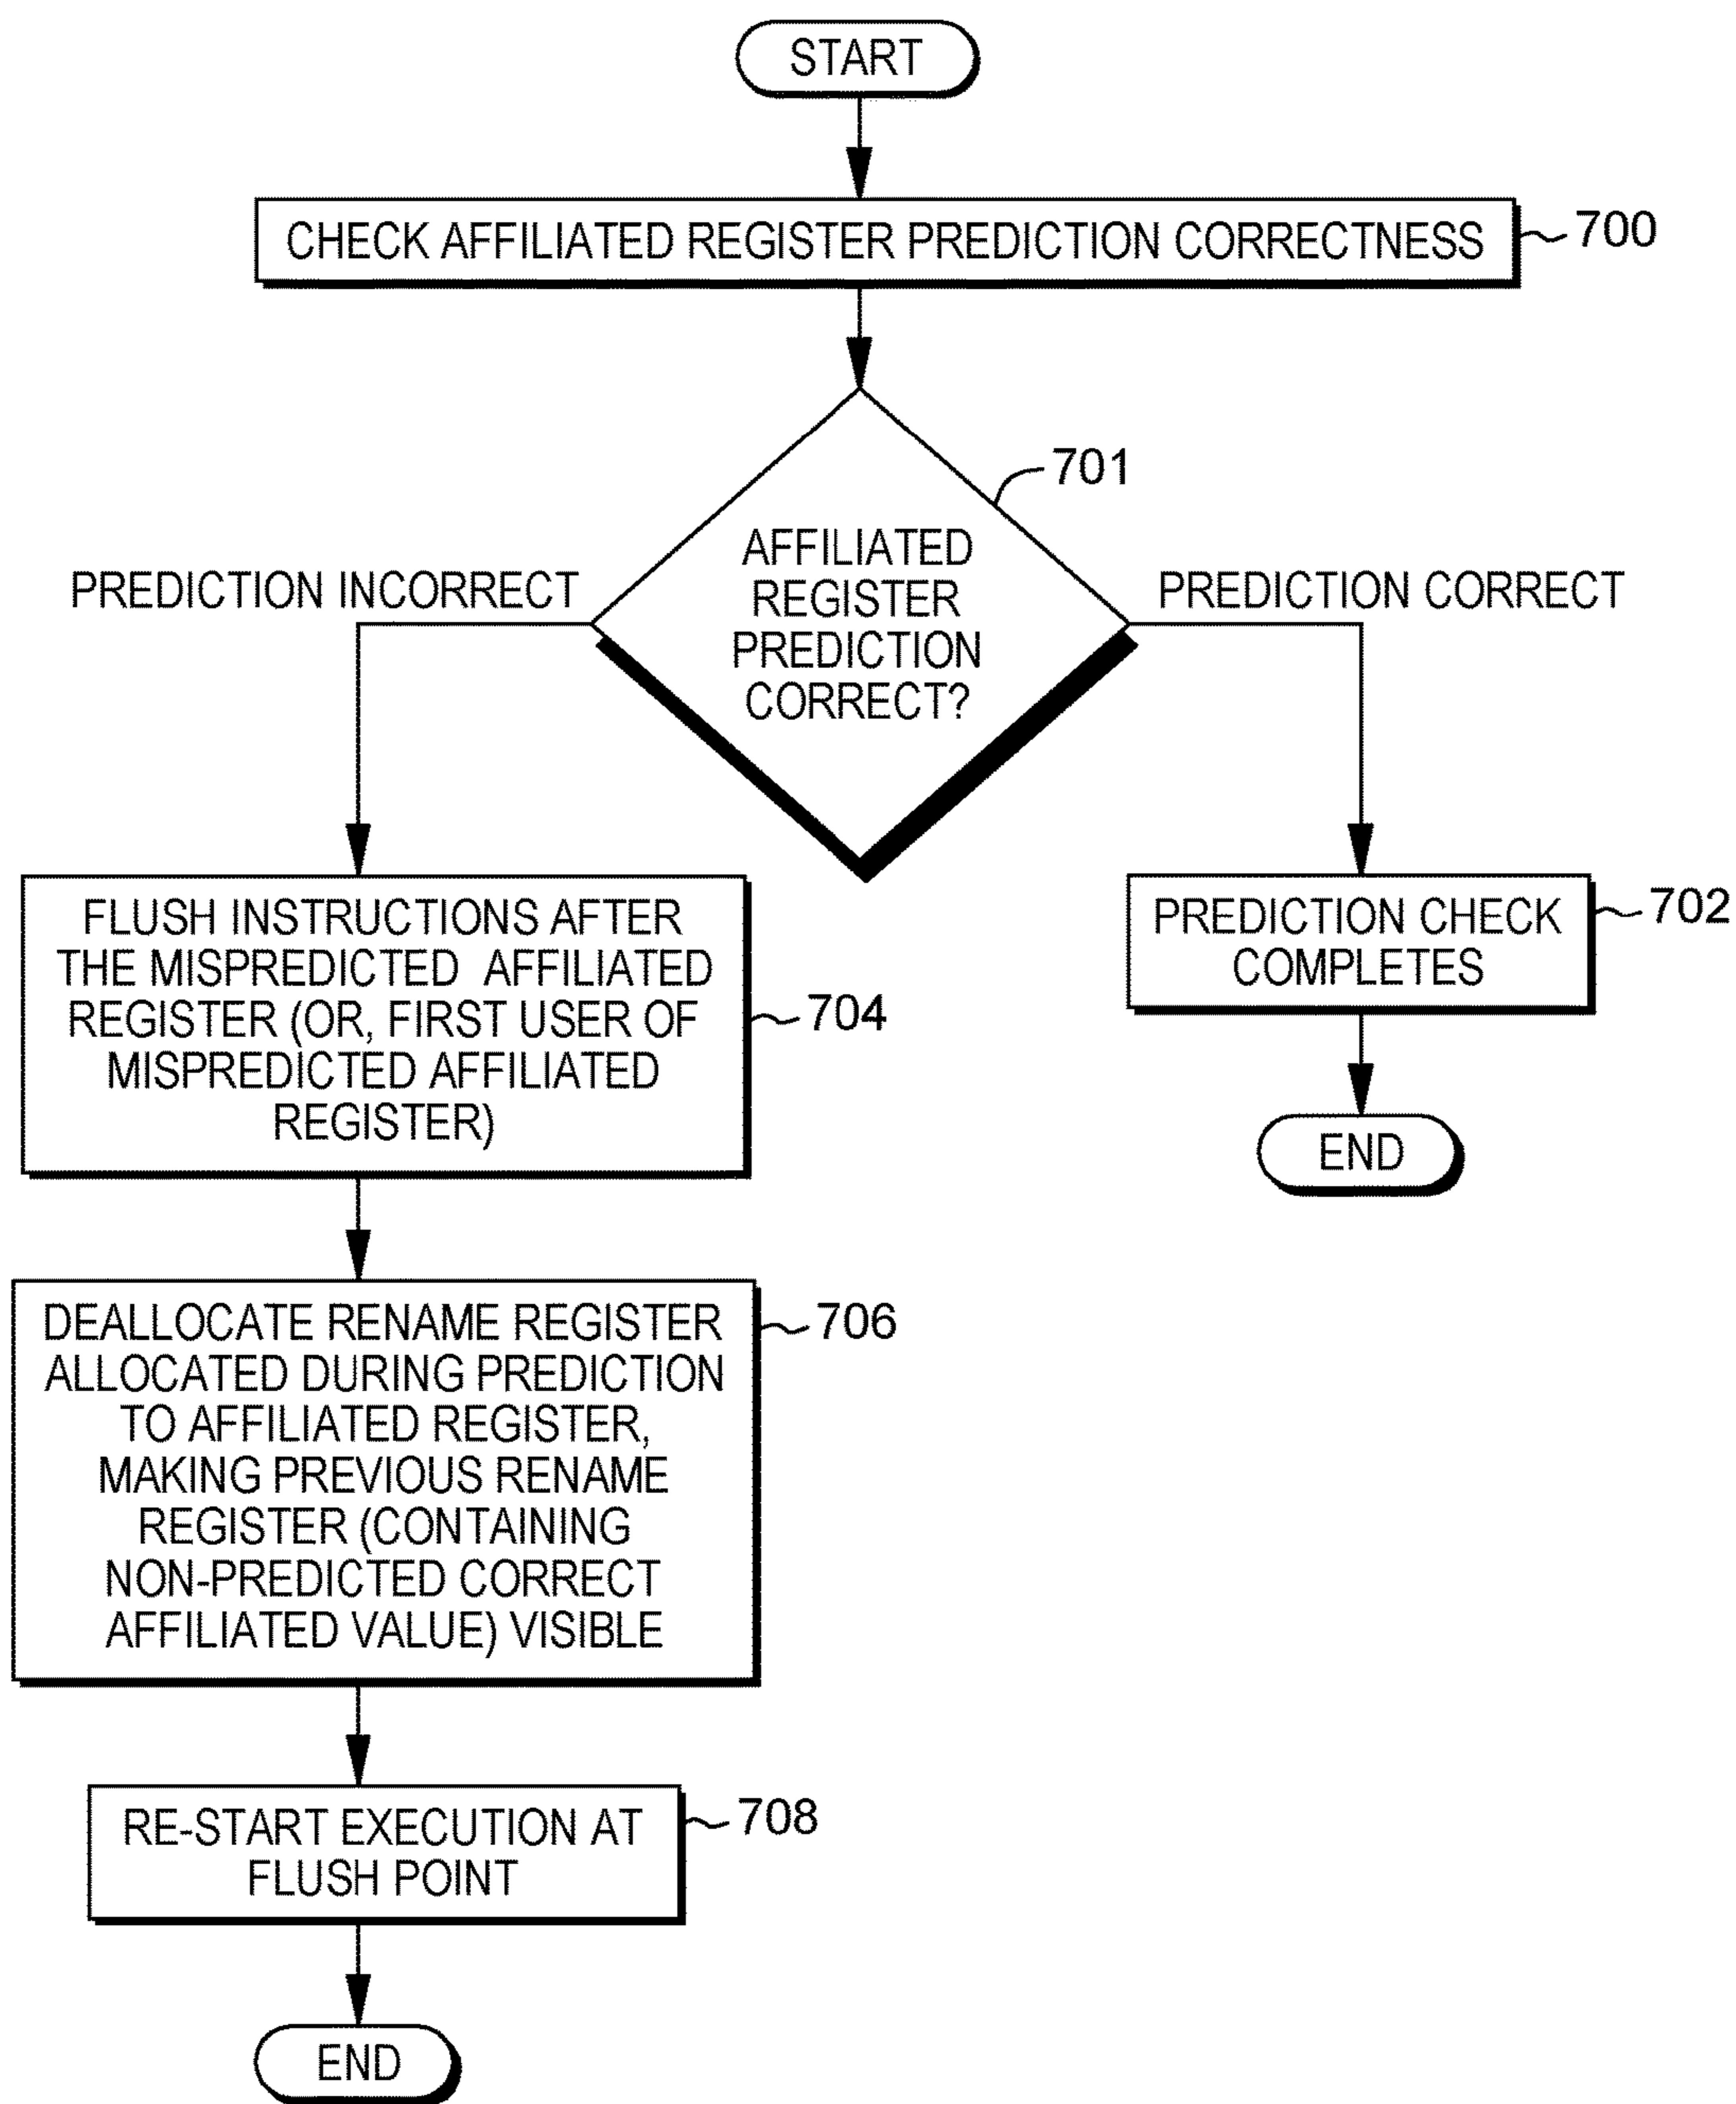 START
CHECK AFFILIATED REGISTER PREDICTION CORRECTNESS
700
701
AFFILIATED
REGISTER
PREDICTION
CORRECT?
PREDICTION INCORRECT
PREDICTION CORRECT
FLUSH INSTRUCTIONS AFTER
THE MISPREDICTED AFFILIATED
REGISTER (OR, FIRST USER OF
MISPREDICTED AFFILIATED
REGISTER)
704
PREDICTION CHECK
COMPLETES
702
END
DEALLOCATE RENAME REGISTER
ALLOCATED DURING PREDICTION
TO AFFILIATED REGISTER,
MAKING PREVIOUS RENAME
REGISTER (CONTAINING
NON-PREDICTED CORRECT
AFFILIATED VALUE) VISIBLE
706
RE-START EXECUTION AT
FLUSH POINT
708
END